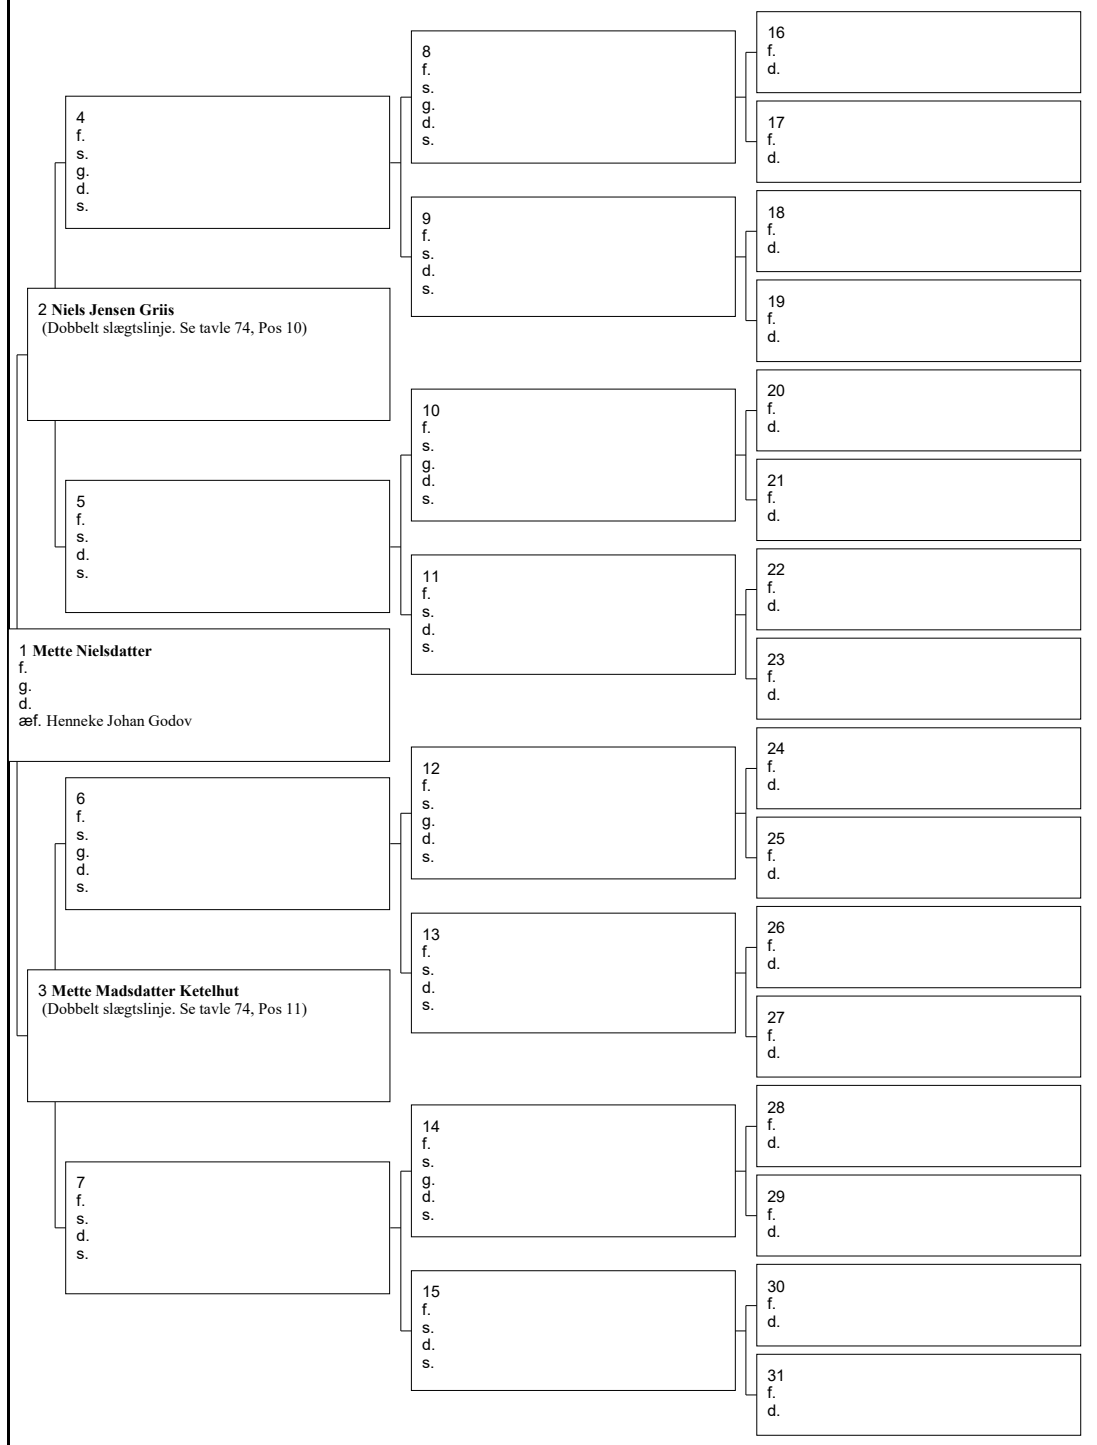 16
f.
d.
17
f.
d.
18
f.
d.
19
f.
d.
20
f.
d.
21
f.
d.
22
f.
d.
23
f.
d.
24
f.
d.
25
f.
d.
26
f.
d.
27
f.
d.
28
f.
d.
29
f.
d.
30
f.
d.
31
f.
d.
8
f.
s.
g.
d.
s.
9
f.
s.
d.
s.
10
f.
s.
g.
d.
s.
11
f.
s.
d.
s.
12
f.
s.
g.
d.
s.
13
f.
s.
d.
s.
14
f.
s.
g.
d.
s.
15
f.
s.
d.
s.
4
f.
s.
g.
d.
s.
2 Niels Jensen Griis
(Dobbelt slægtslinje. Se tavle 74, Pos 10)
5
f.
s.
d.
s.
1 Mette Nielsdatter
f.
g.
d.
æf. Henneke Johan Godov
6
f.
s.
g.
d.
s.
3 Mette Madsdatter Ketelhut
(Dobbelt slægtslinje. Se tavle 74, Pos 11)
7
f.
s.
d.
s.